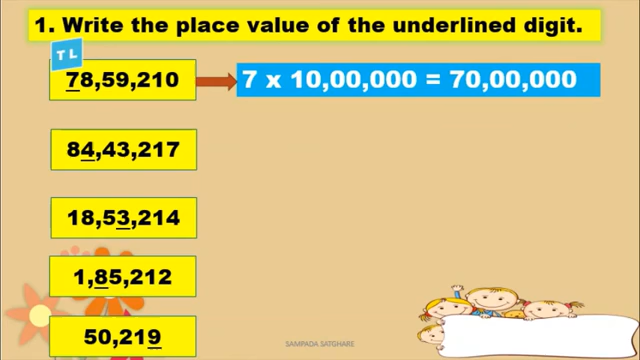 1. Write the place value of the underlined digit.
TL
78,59,210
7 x 10,00,000 = 70,00,000
84,43,217
18,53,214
1,85,212
50,219
SAMPADA SATGHARE